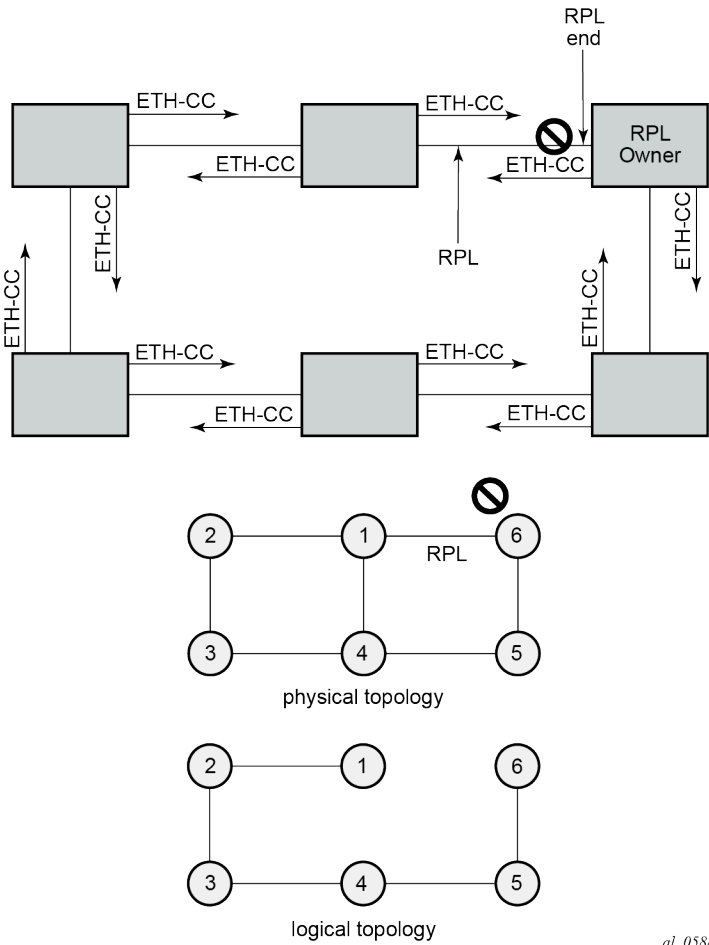 RPL
end
ETH-CC
ETH-CC
RPL
Owner
ETH-CC
ETH-CC
ETH-CC
ETH-CC
RPL
ETH-CC
ETH-CC
ETH-CC
ETH-CC
ETH-CC
ETH-CC
2
1
6
RPL
3
4
5
physical topology
2
1
6
3
4
5
logical topology
al_058